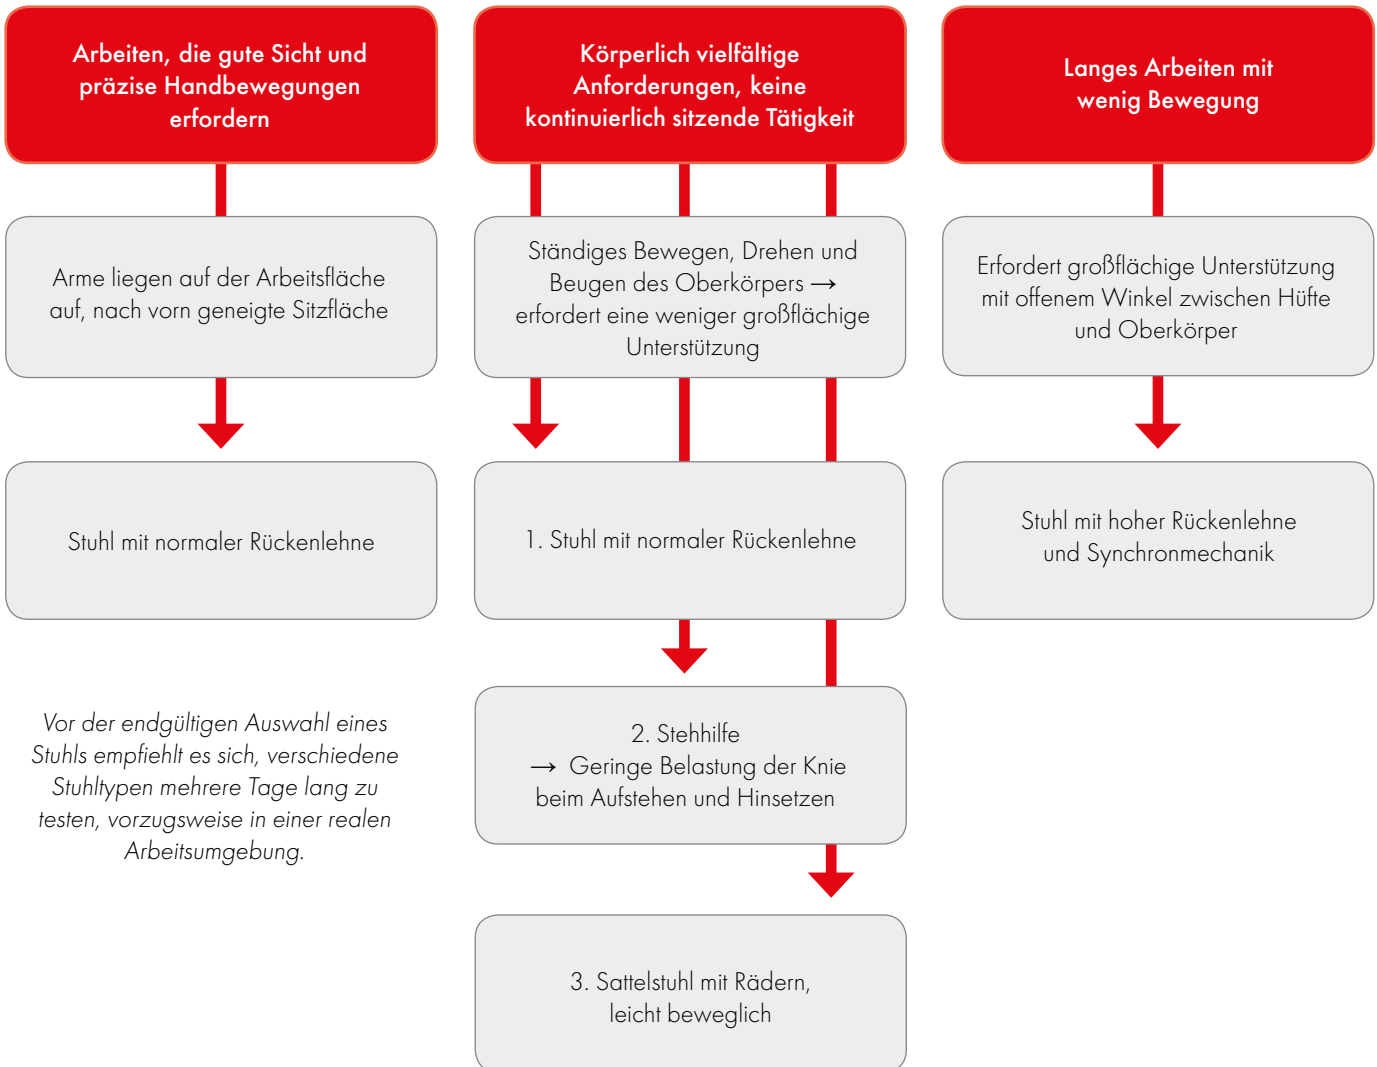 Arbeiten, die gute Sicht und
präzise Handbewegungen
erfordern
Arme liegen auf der Arbeitsfläche
auf, nach vorn geneigte Sitzfläche
Stuhl mit normaler Rückenlehne
Vor der endgültigen Auswahl eines
Stuhls empfiehlt es sich, verschiedene
Stuhltypen mehrere Tage lang zu
testen, vorzugsweise in einer realen
Arbeitsumgebung.
Körperlich vielfältige
Anforderungen, keine
kontinuierlich sitzende Tätigkeit
Ständiges Bewegen, Drehen und
Beugen des Oberkörpers →
erfordert eine weniger großflächige
Unterstützung
1. Stuhl mit normaler Rückenlehne
2. Stehhilfe
→ Geringe Belastung der Knie
beim Aufstehen und Hinsetzen
3. Sattelstuhl mit Rädern,
leicht beweglich
Langes Arbeiten mit
wenig Bewegung
Erfordert großflächige Unterstützung
mit offenem Winkel zwischen Hüfte
und Oberkörper
Stuhl mit hoher Rückenlehne
und Synchronmechanik